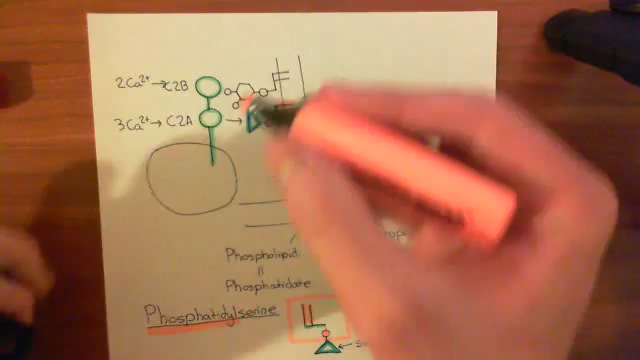 2Ca²⁺ → C2B
3Ca²⁺ → C2A →
Phospholipid
"
Phosphatidate
Phosphatidylserine